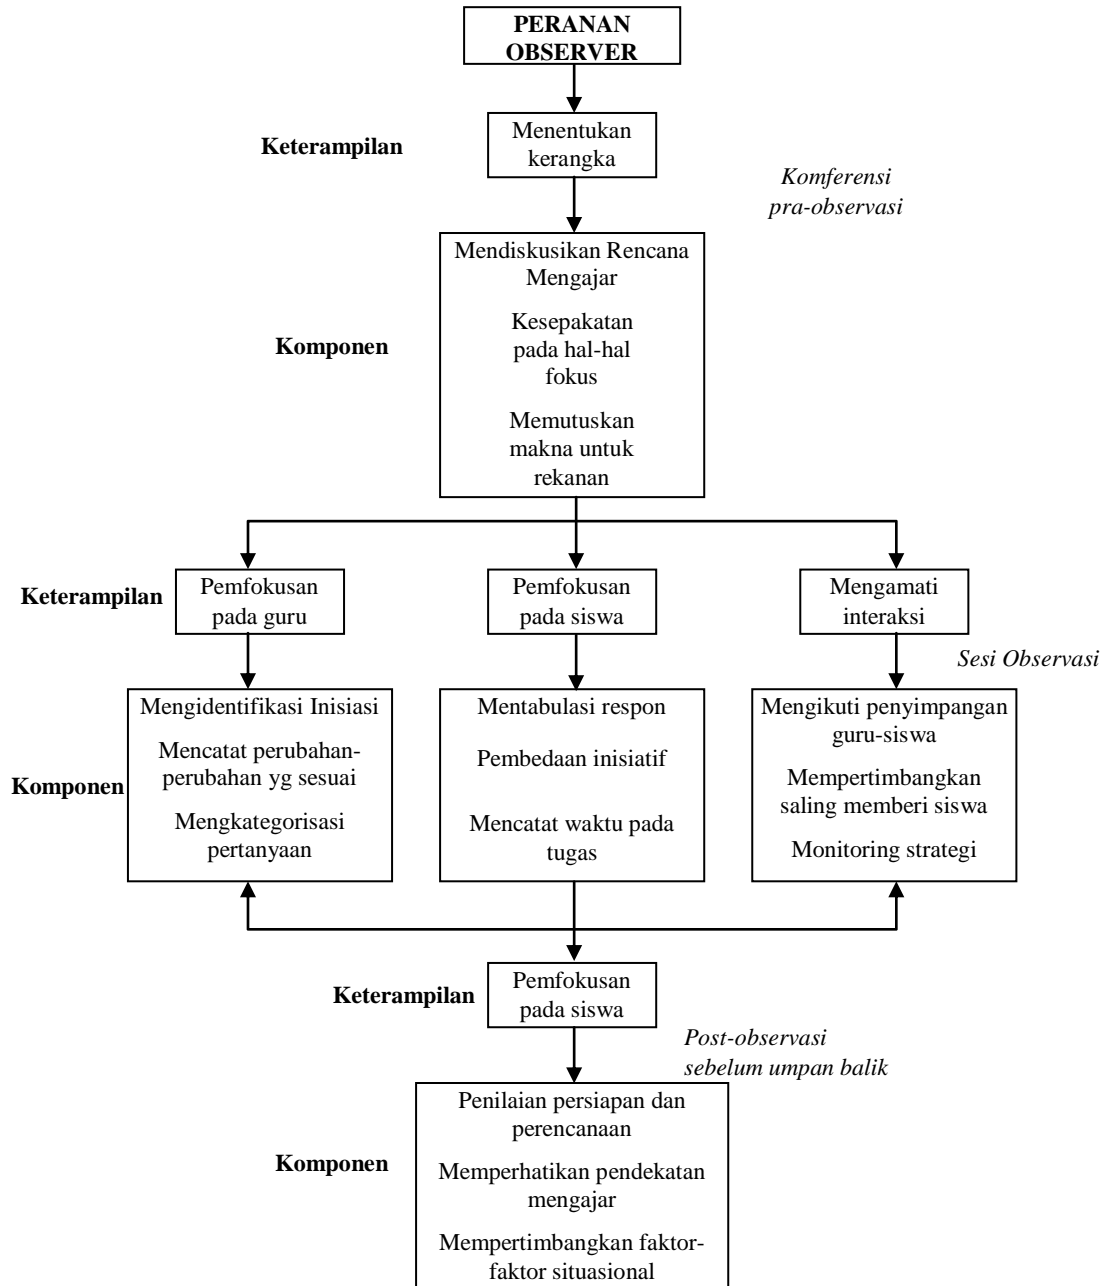 PERANAN
OBSERVER
Keterampilan
Menentukan
kerangka
Komferensi
pra-observasi
Mendiskusikan Rencana
Mengajar
Kesepakatan
pada hal-hal
fokus
Memutuskan
makna untuk
rekanan
Komponen
Keterampilan
Pemfokusan
pada guru
Pemfokusan
pada siswa
Mengamati
interaksi
Sesi Observasi
Komponen
Mengidentifikasi Inisiasi
Mencatat perubahan-
perubahan yg sesuai
Mengkategorisasi
pertanyaan
Mentabulasi respon
Pembedaan inisiatif
Mencatat waktu pada
tugas
Mengikuti penyimpangan
guru-siswa
Mempertimbangkan
saling memberi siswa
Monitoring strategi
Keterampilan
Pemfokusan
pada siswa
Post-observasi
sebelum umpan balik
Komponen
Penilaian persiapan dan
perencanaan
Memperhatikan pendekatan
mengajar
Mempertimbangkan faktor-
faktor situasional